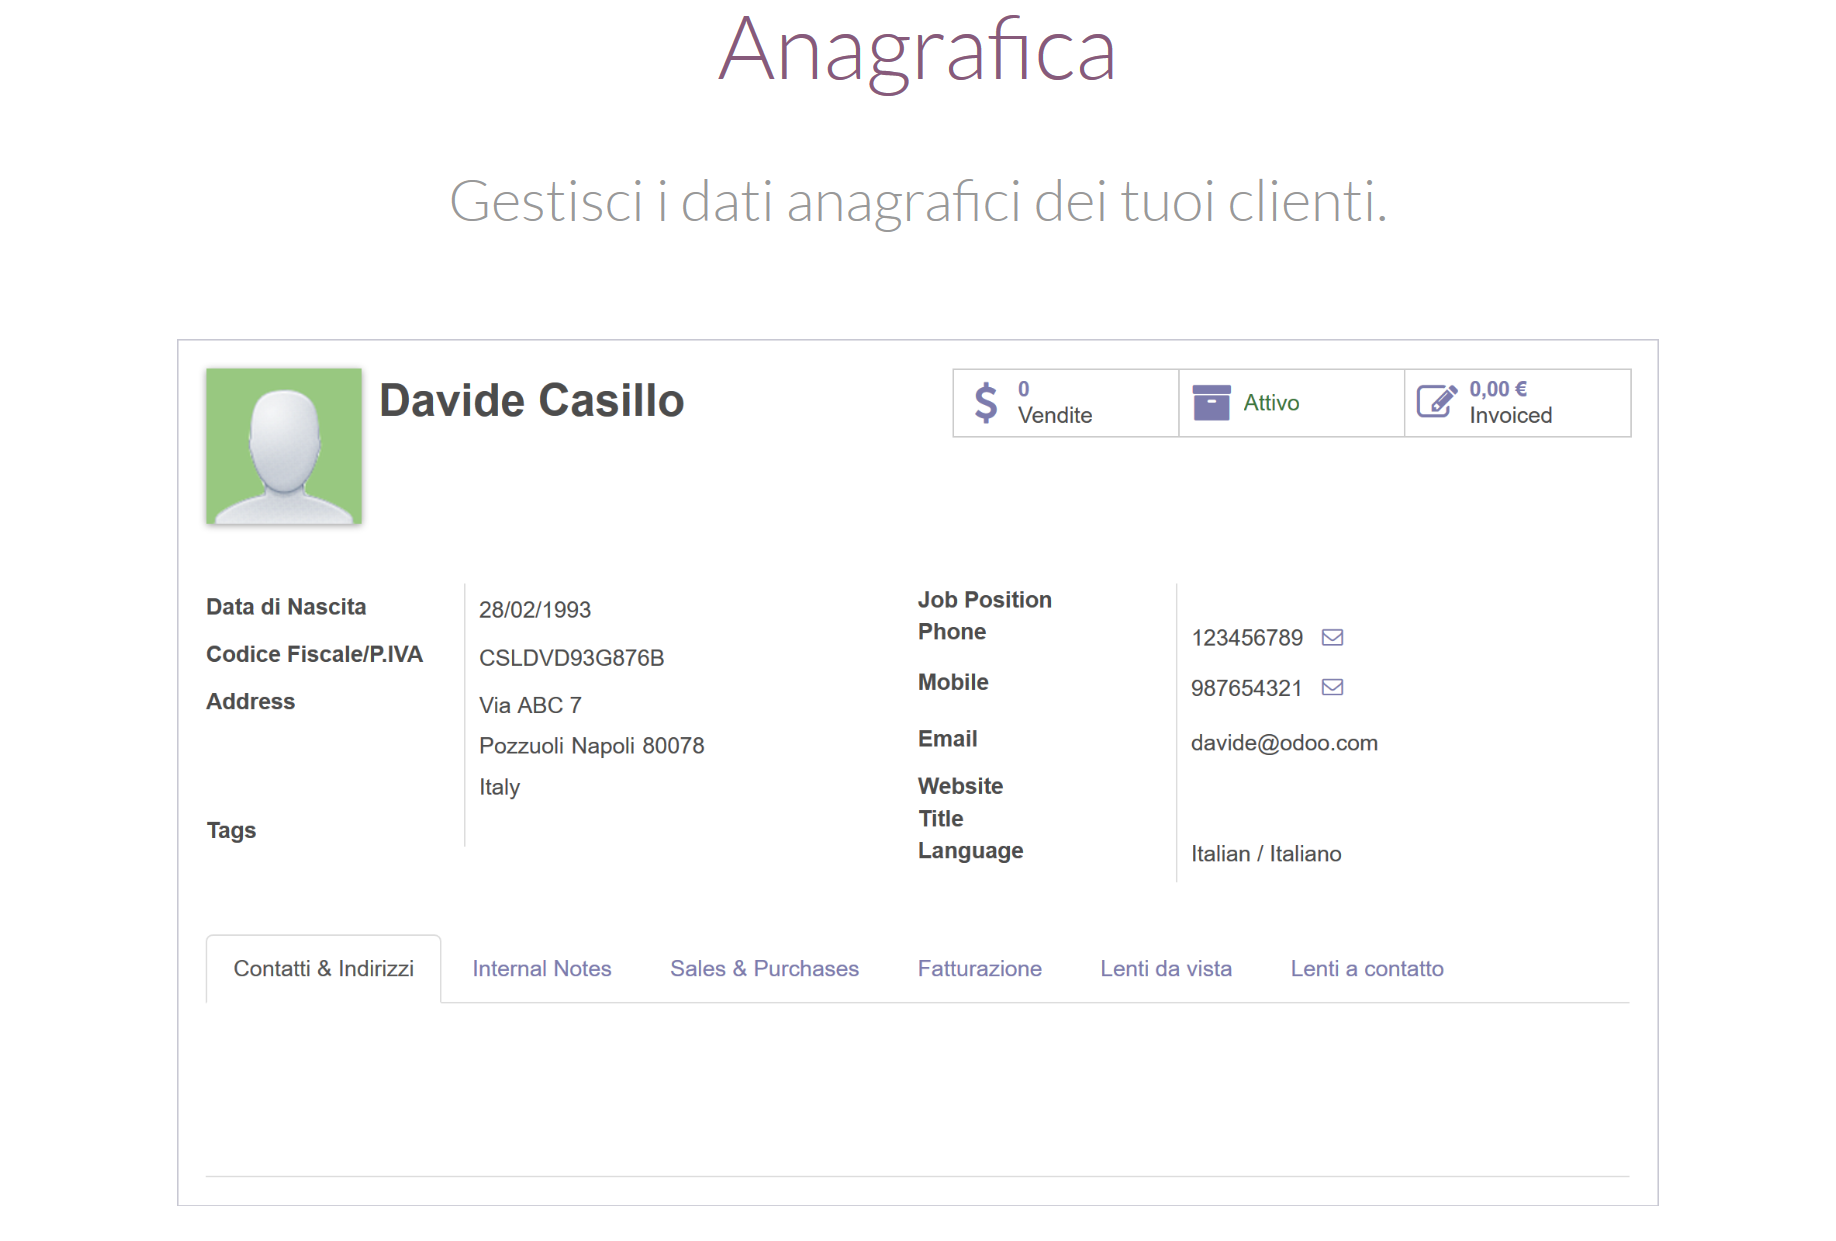 Anagrafica
Gestisci i dati anagrafici dei tuoi clienti.
Davide Casillo
0
Vendite
Attivo
0,00 €
Invoiced
Data di Nascita
28/02/1993
Codice Fiscale/P.IVA
CSLDVD93G876B
Address
Via ABC 7
Pozzuoli Napoli 80078
Italy
Tags
Job Position
Phone
123456789
Mobile
987654321
Email
davide@odoo.com
Website
Title
Language
Italian / Italiano
Contatti & Indirizzi
Internal Notes
Sales & Purchases
Fatturazione
Lenti da vista
Lenti a contatto